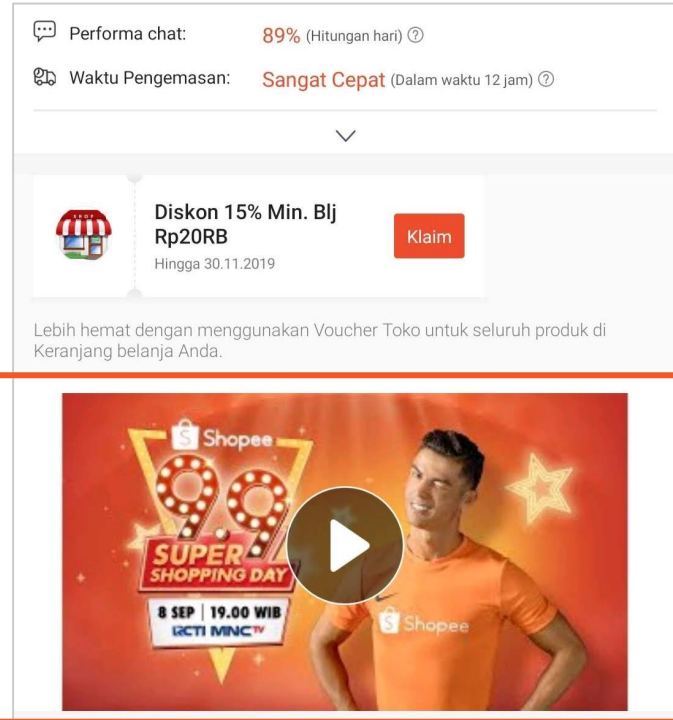 Performa chat: 89% (Hitungan hari) ?
Waktu Pengemasan: Sangat Cepat (Dalam waktu 12 jam) ?
SHOP
Diskon 15% Min. Blj
Rp20RB
Hingga 30.11.2019
Klaim
Lebih hemat dengan menggunakan Voucher Toko untuk seluruh produk di
Keranjang belanja Anda.
S Shopee
9.9
SUPER
SHOPPING DAY
8 SEP | 19.00 WIB
RCTI MNCTV
S Shopee